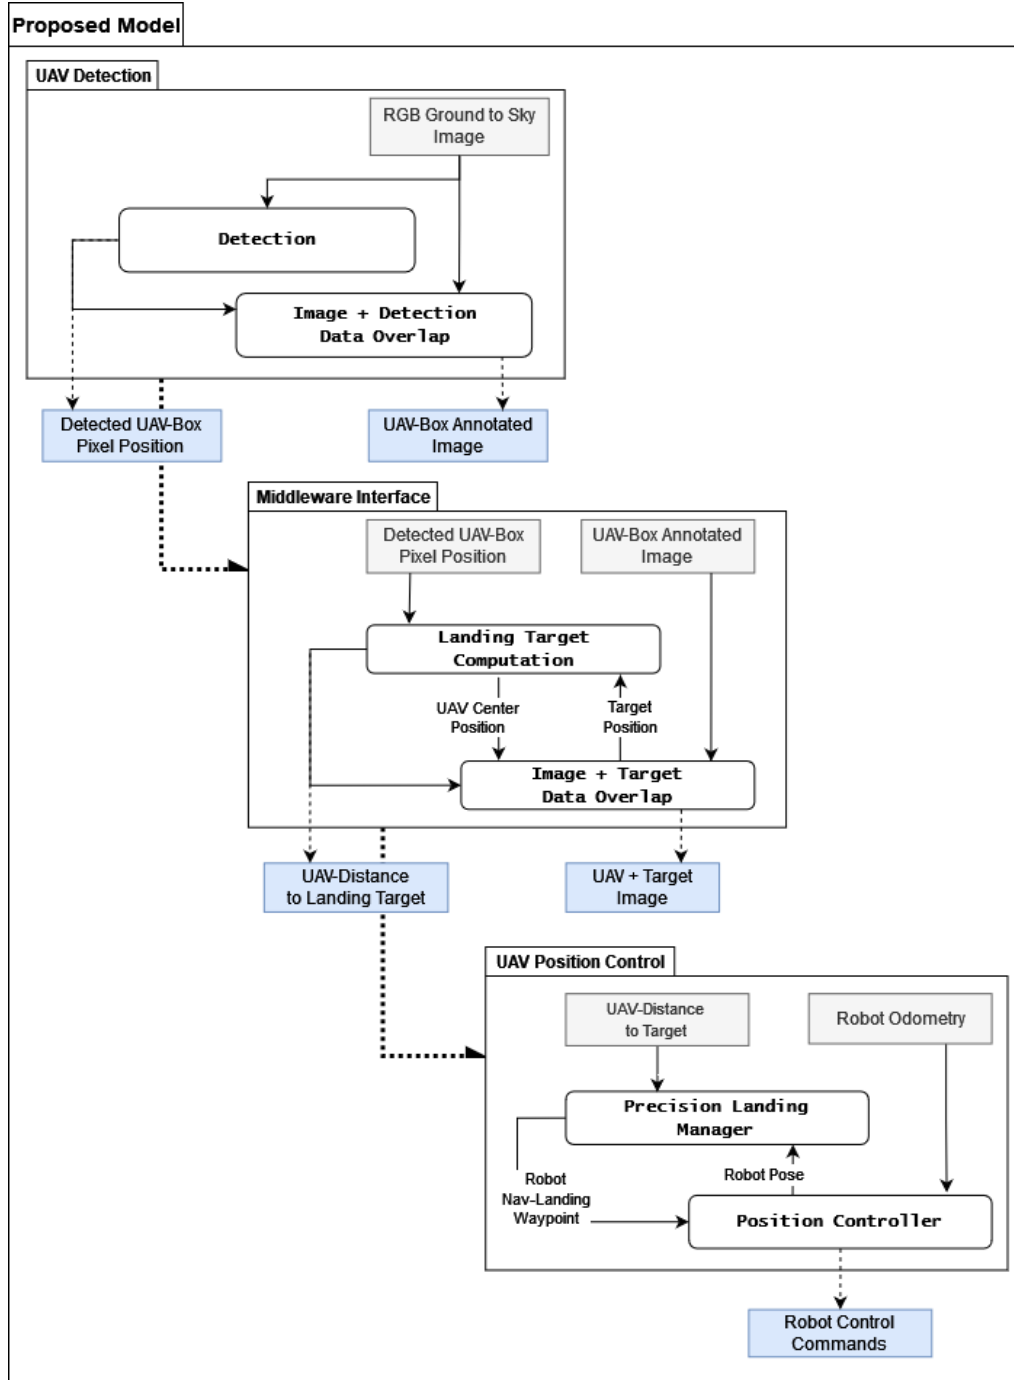 Proposed Model
UAV Detection
RGB Ground to Sky
Image
Detection
Image + Detection
Data Overlap
Detected UAV-Box
Pixel Position
UAV-Box Annotated
Image
Middleware Interface
Detected UAV-Box
Pixel Position
UAV-Box Annotated
Image
Landing Target
Computation
UAV Center
Position
Target
Position
Image + Target
Data Overlap
UAV-Distance
to Landing Target
UAV + Target
Image
UAV Position Control
UAV-Distance
to Target
Robot Odometry
Precision Landing
Manager
Robot
Nav-Landing
Waypoint
Robot Pose
Position Controller
Robot Control
Commands